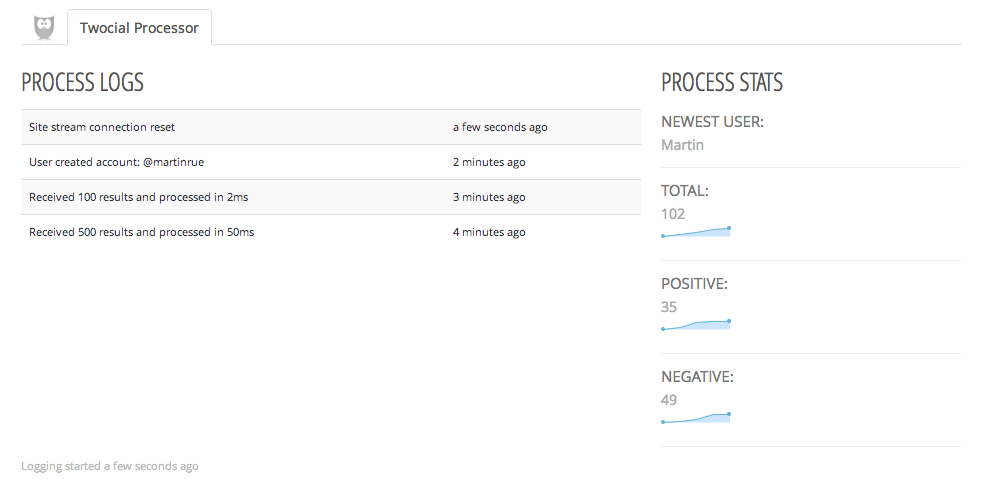 Twocial Processor
PROCESS LOGS
Site stream connection reset a few seconds ago
User created account: @martinrue 2 minutes ago
Received 100 results and processed in 2ms 3 minutes ago
Received 500 results and processed in 50ms 4 minutes ago
PROCESS STATS
NEWEST USER:
Martin
TOTAL:
102
POSITIVE:
35
NEGATIVE:
49
Logging started a few seconds ago